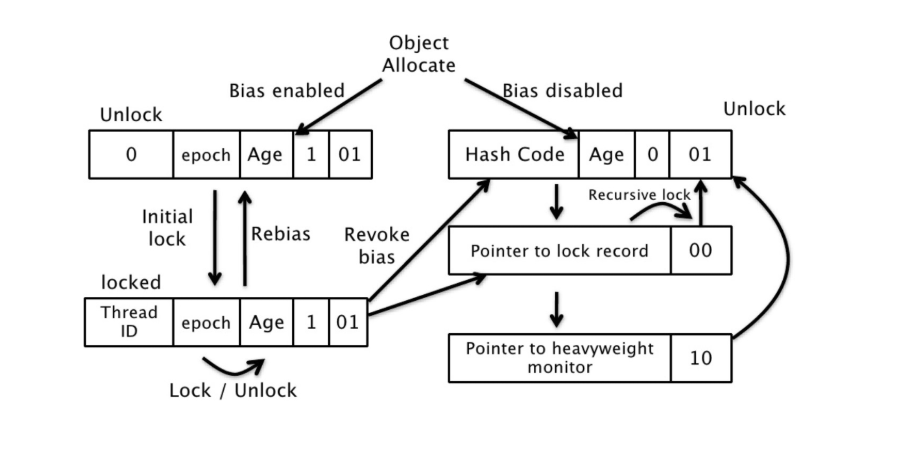 Object
Allocate
Bias enabled
Bias disabled
Unlock
Unlock
0
epoch
Age
1
01
Hash Code
Age
0
01
Initial
lock
Rebias
Revoke
bias
Recursive lock
Pointer to lock record
00
locked
Thread
ID
epoch
Age
1
01
Pointer to heavyweight
monitor
10
Lock / Unlock